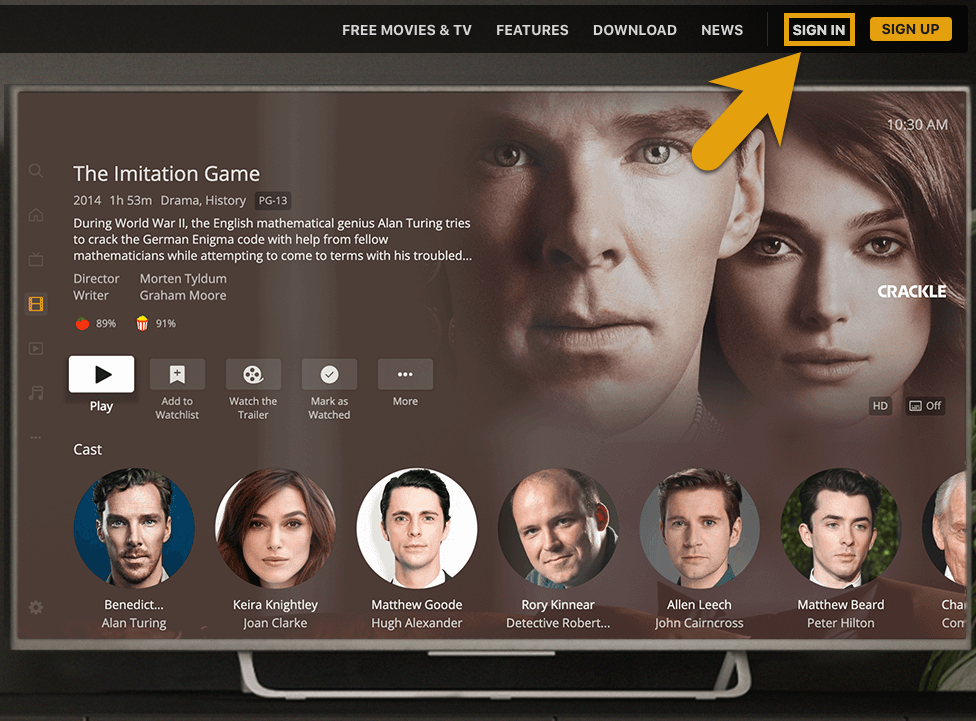 FREE MOVIES & TV FEATURES DOWNLOAD NEWS SIGN IN SIGN UP
10:30 AM
The Imitation Game
2014 1h 53m Drama, History PG-13
During World War II, the English mathematical genius Alan Turing tries
to crack the German Enigma code with help from fellow
mathematicians while attempting to come to terms with his troubled...
Director Morten Tyldum
Writer Graham Moore
CRACKLE
89% 91%
Play
Add to
Watchlist
Watch the
Trailer
Mark as
Watched
More
HD Off
Cast
Benedict...
Alan Turing
Keira Knightley
Joan Clarke
Matthew Goode
Hugh Alexander
Rory Kinnear
Detective Robert...
Allen Leech
John Cairncross
Matthew Beard
Peter Hilton
Cha
Com